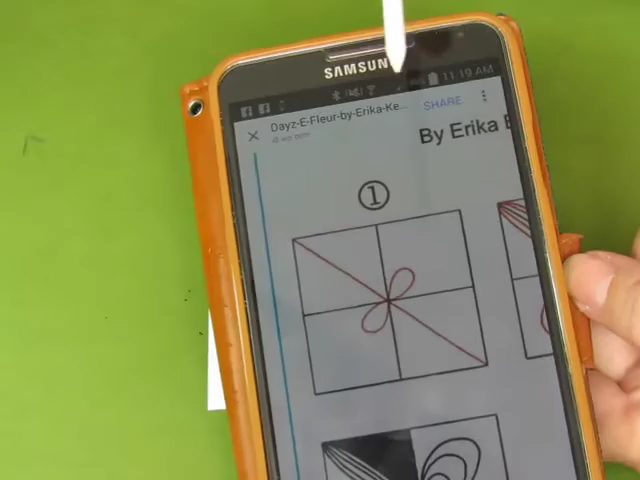 SAMSUNG
11:19 AM
Dayz-E-Fleur-by-Erika-Ke...
SHARE
By Erika
1